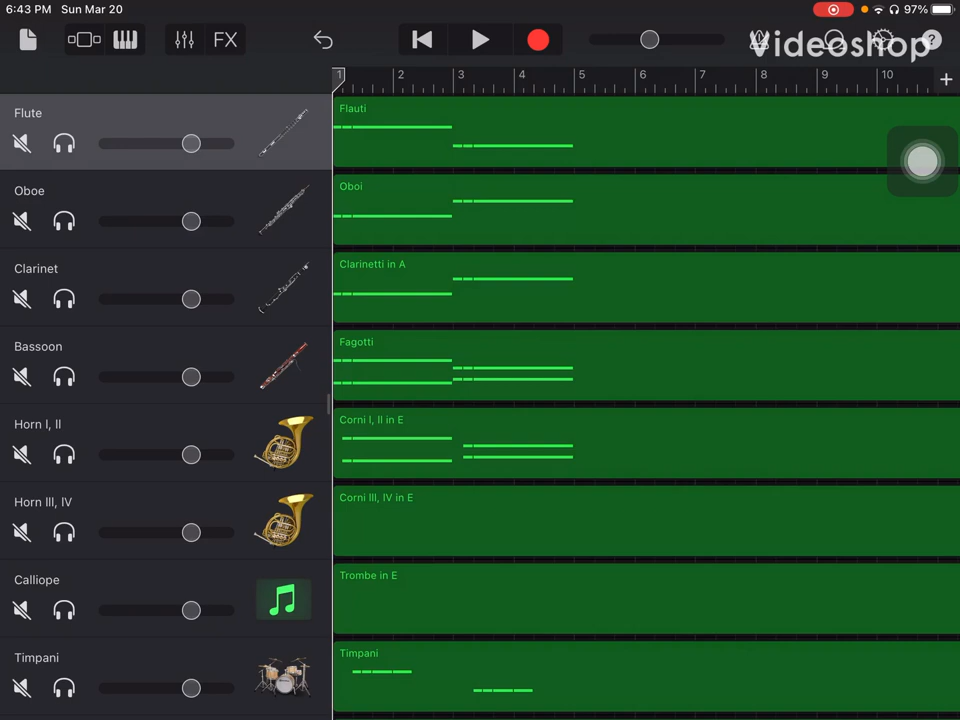 6:43 PM Sun Mar 20
97%
FX
Videoshop
?
1 2 3 4 5 6 7 8 9 10 +
Flute
Flauti
Oboe
Oboi
Clarinet
Clarinetti in A
Bassoon
Fagotti
Horn I, II
Corni I, II in E
Horn III, IV
Corni III, IV in E
Calliope
Trombe in E
Timpani
Timpani